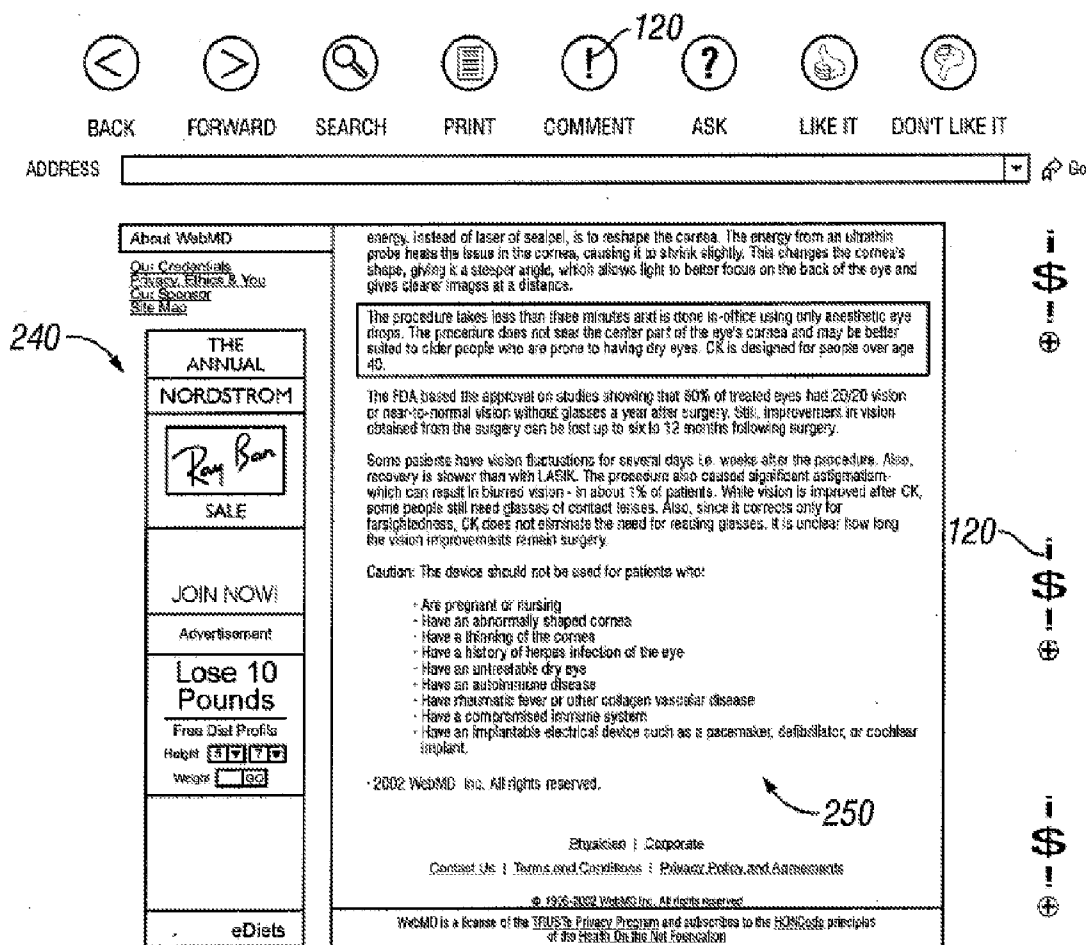 120
BACK FORWARD SEARCH PRINT COMMENT ASK LIKE IT DON'T LIKE IT
ADDRESS Go
About WebMD
Our Credentials
Privacy, Ethics & You
Our Sponsor
Site Map
240
THE
ANNUAL
NORDSTROM
Ray Ban
SALE
JOIN NOW!
Advertisement
Lose 10
Pounds
Free Diet Profile
Height 5 7
Weight GO
eDiets
energy, instead of laser of scalpel, is to reshape the cornea. The energy from an ultrathin
probe heats the issue in the cornea, causing it to shrink slightly. This changes the cornea's
shape, giving is a steeper angle, which allows light to better focus on the back of the eye and
gives clearer images at a distance.
The procedure takes less than three minutes and is done in-office using only anesthetic eye
drops. The procedure does not sear the center part of the eye's cornea and may be better
suited to older people who are prone to having dry eyes. CK is designed for people over age
40.
The FDA based the approval on studies showing that 60% of treated eyes had 20/20 vision
or near-to-normal vision without glasses a year after surgery. Still, improvement in vision
obtained from the surgery can be lost up to six to 12 months following surgery.
Some patients have vision fluctuations for several days i.e. weeks after the procedure. Also,
recovery is slower than with LASIK. The procedure also caused significant astigmatism-
which can result in blurred vision - in about 1% of patients. While vision is improved after CK,
some people still need glasses of contact lenses. Also, since it corrects only for
farsightedness, CK does not eliminate the need for reading glasses. It is unclear how long
the vision improvements remain surgery.
Caution: The device should not be used for patients who:
- Are pregnant or nursing
- Have an abnormally shaped cornea
- Have a thinning of the cornea
- Have a history of herpes infection of the eye
- Have an untreatable dry eye
- Have an autoimmune disease
- Have rheumatic fever or other collagen vascular disease
- Have a compromised immune system
- Have an implantable electrical device such as a pacemaker, defibrillator, or cochlear
implant.
- 2002 WebMD Inc. All rights reserved.
250
Physician | Corporate
Contact Us | Terms and Conditions | Privacy Policy and Agreements
© 1996-2002 WebMD Inc. All rights reserved
WebMD is a license of the TRUSTe Privacy Program and subscribes to the HONCode principles
of the Health On the Net Foundation
$
120
$
$